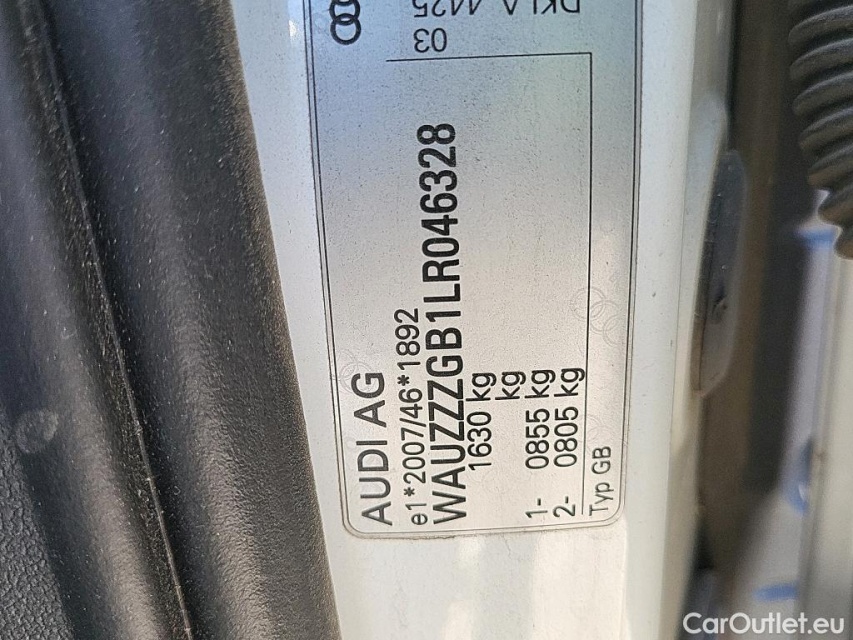 AUDI AG
e1*2007/46*1892
WAUZZZGB1LR046328
1630 kg
kg
1- 0855 kg
2- 0805 kg
Typ GB
03
CarOutlet.eu